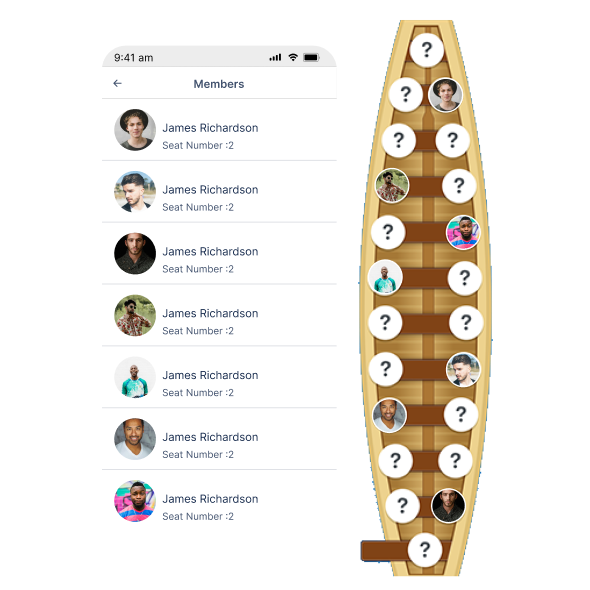 9:41 am
Members
James Richardson
Seat Number :2
James Richardson
Seat Number :2
James Richardson
Seat Number :2
James Richardson
Seat Number :2
James Richardson
Seat Number :2
James Richardson
Seat Number :2
James Richardson
Seat Number :2
?
?
? ?
?
?
?
? ?
?
?
? ?
?
?